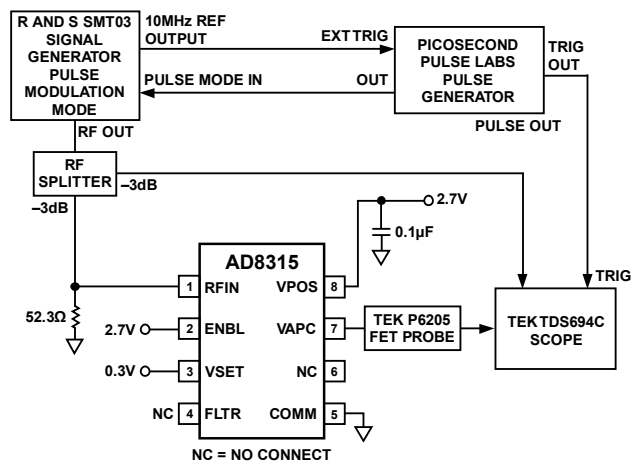 R AND S SMT03
SIGNAL
GENERATOR
PULSE
MODULATION
MODE
10MHz REF
OUTPUT
EXT TRIG
PICOSECOND
PULSE LABS
PULSE
GENERATOR
TRIG
OUT
PULSE MODE IN
OUT
RF OUT
PULSE OUT
RF
SPLITTER
–3dB
–3dB
2.7V
0.1µF
AD8315
1 RFIN
VPOS 8
TRIG
52.3Ω
2.7V
2 ENBL
VAPC 7
TEK P6205
FET PROBE
TEK TDS694C
SCOPE
0.3V
3 VSET
NC 6
NC
4 FLTR
COMM 5
NC = NO CONNECT